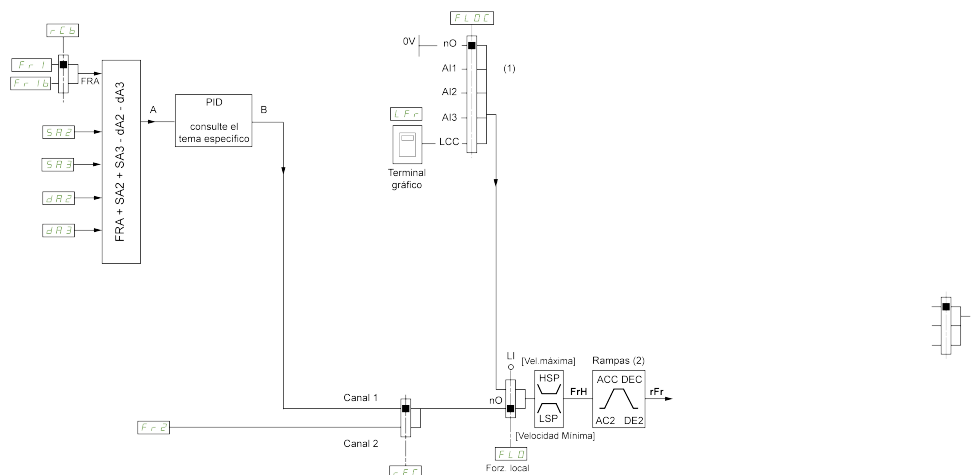 rCb
FLOC
0V
nO
Fr1
FRA
Fr1b
AI1
(1)
AI2
AI3
LFr
LCC
Terminal
gráfico
A
PID
consulte el
tema específico
B
SA2
SA3
dA2
dA3
FRA + SA2 + SA3 - dA2 - dA3
LI
[Vel.máxima]
Rampas (2)
HSP
LSP
FrH
ACC DEC
AC2 DE2
rFr
nO
[Velocidad Mínima]
Canal 1
Fr2
Canal 2
rFC
FLO
Forz. local